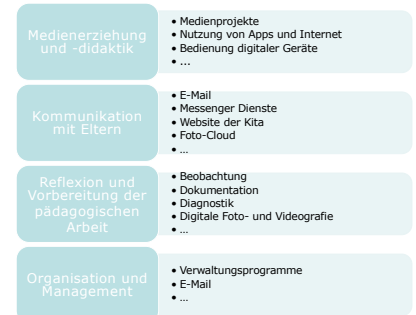 Medienerziehung
und -didaktik
• Medienprojekte
• Nutzung von Apps und Internet
• Bedienung digitaler Geräte
• ...
Kommunikation
mit Eltern
• E-Mail
• Messenger Dienste
• Website der Kita
• Foto-Cloud
• …
Reflexion und
Vorbereitung der
pädagogischen
Arbeit
• Beobachtung
• Dokumentation
• Diagnostik
• Digitale Foto- und Videografie
• …
Organisation und
Management
• Verwaltungsprogramme
• E-Mail
• …